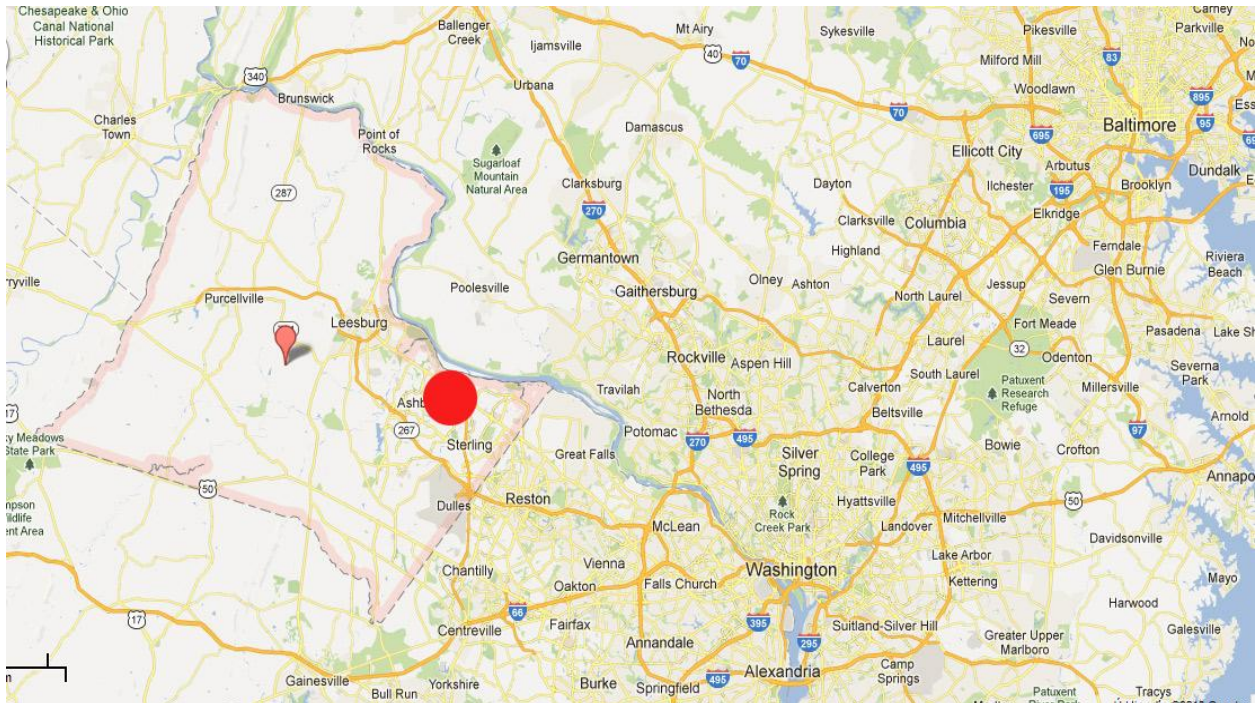 Chesapeake & Ohio
Canal National
Historical Park
Ballenger
Creek
Ijamsville
Mt Airy
40
70
Sykesville
Pikesville
Carney
Parkville
Milford Mill
83
Woodlawn
895
95
340
Brunswick
Urbana
70
695
Baltimore
Charles
Town
Point of
Rocks
Damascus
Ellicott City
Arbutus
Dundalk
Sugarloaf
Mountain
Natural Area
287
Clarksburg
270
Dayton
Ilchester
195
Brooklyn
Clarksville
Columbia
Elkridge
Highland
Ferndale
Germantown
Riviera
Beach
Glen Burnie
Olney
Ashton
Jessup
Poolesville
Gaithersburg
North Laurel
Severn
Purcellville
Leesburg
Fort Meade
Pasadena
Laurel
32
Odenton
Rockville
Aspen Hill
South Laurel
Severna
Park
Patuxent
Research
Refuge
Millersville
Travilah
North
Bethesda
Calverton
Beltsville
Arnold
17
267
Potomac
270
495
97
Sterling
Great Falls
Silver
Spring
College
Park
495
Bowie
Crofton
State Park
50
Reston
Hyattsville
Dulles
McLean
Rock
Creek Park
Landover
Mitchellville
50
Davidsonville
Lake Arbor
Chantilly
Vienna
Washington
Kettering
Oakton
Falls Church
Mayo
66
17
Fairfax
395
295
Suitland-Silver Hill
Harwood
Centreville
Annandale
Greater Upper
Marlboro
Galesville
Alexandria
Camp
Springs
Gainesville
Yorkshire
Burke
Springfield
495
Bull Run
Patuxent
Tracys